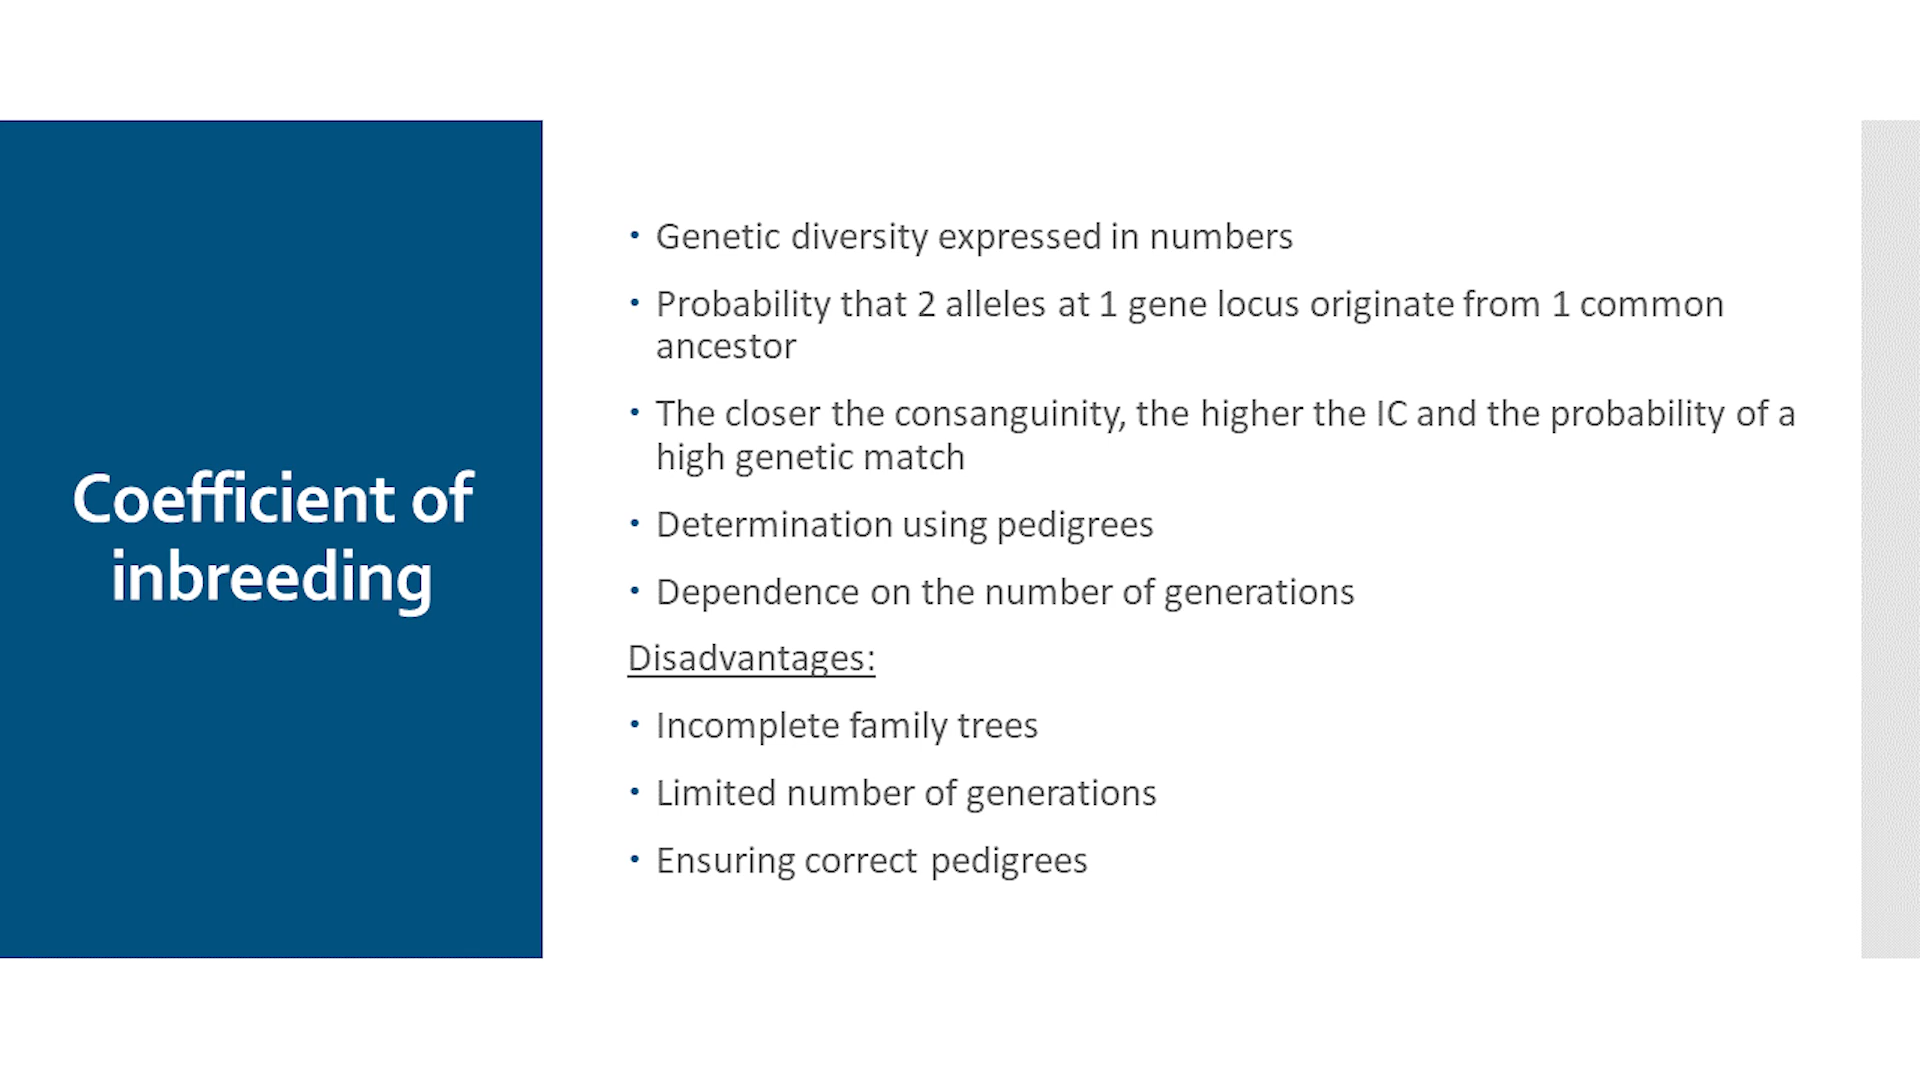 Coefficient of
inbreeding
• Genetic diversity expressed in numbers
• Probability that 2 alleles at 1 gene locus originate from 1 common
ancestor
• The closer the consanguinity, the higher the IC and the probability of a
high genetic match
• Determination using pedigrees
• Dependence on the number of generations
Disadvantages:
• Incomplete family trees
• Limited number of generations
• Ensuring correct pedigrees